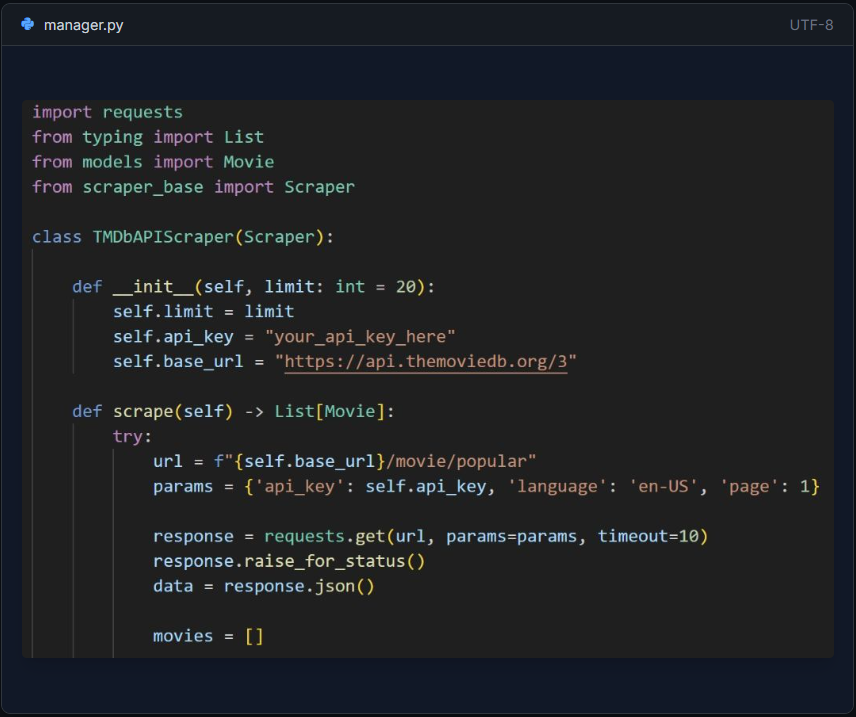 manager.py
UTF-8
import requests
from typing import List
from models import Movie
from scraper_base import Scraper
class TMDbAPIScraper(Scraper):
def __init__(self, limit: int = 20):
self.limit = limit
self.api_key = "your_api_key_here"
self.base_url = "https://api.themoviedb.org/3"
def scrape(self) -> List[Movie]:
try:
url = f"{self.base_url}/movie/popular"
params = {'api_key': self.api_key, 'language': 'en-US', 'page': 1}
response = requests.get(url, params=params, timeout=10)
response.raise_for_status()
data = response.json()
movies = []